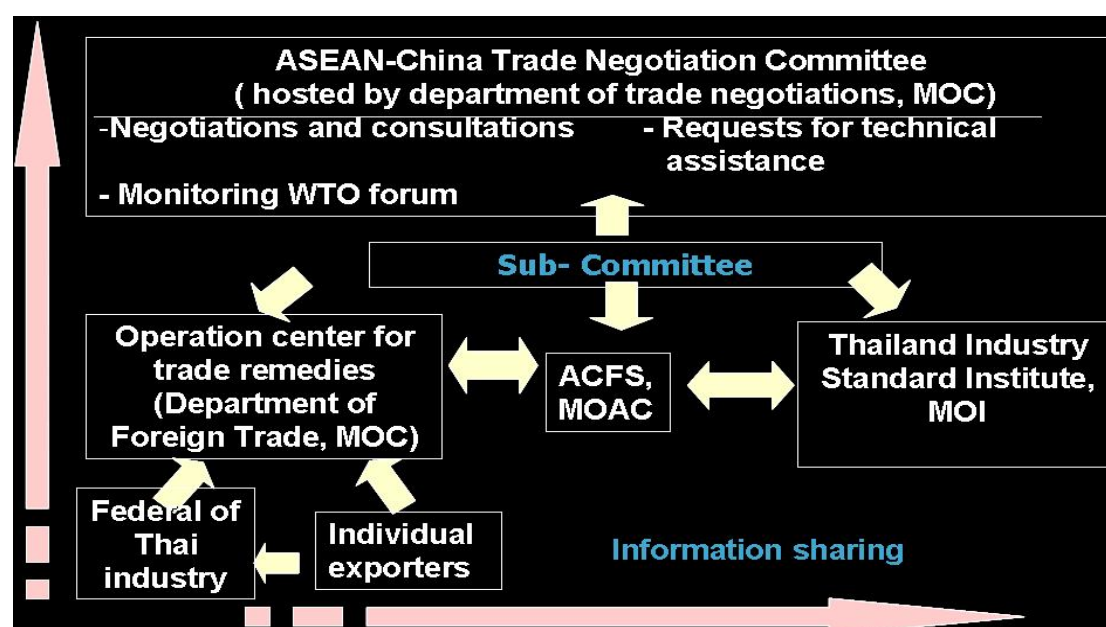 ASEAN-China Trade Negotiation Committee
( hosted by department of trade negotiations, MOC)
-Negotiations and consultations
- Requests for technical
assistance
- Monitoring WTO forum
Sub- Committee
Operation center for
trade remedies
(Department of
Foreign Trade, MOC)
ACFS,
MOAC
Thailand Industry
Standard Institute,
MOI
Federal of
Thai
industry
Individual
exporters
Information sharing